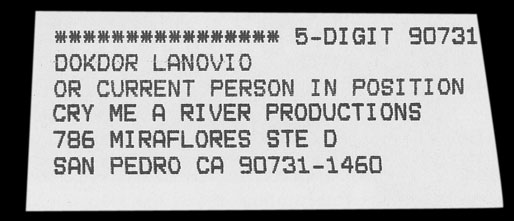 **************** 5-DIGIT 90731
DOKDOR LANOVIO
OR CURRENT PERSON IN POSITION
CRY ME A RIVER PRODUCTIONS
786 MIRAFLORES STE D
SAN PEDRO CA 90731-1460